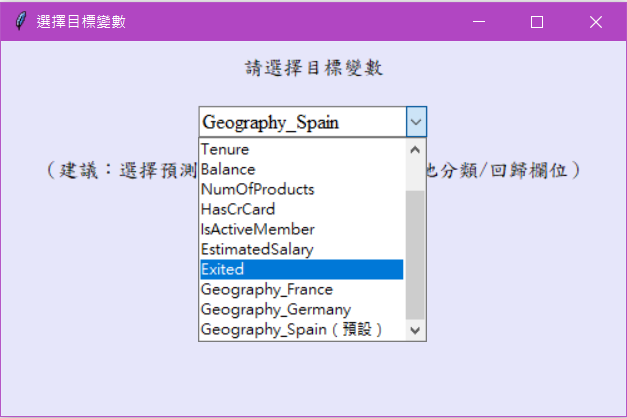 選擇目標變數
請選擇目標變數
Geography_Spain
Tenure
Balance
（建議：選擇預測 他分類/回歸欄位）
NumOfProducts
HasCrCard
IsActiveMember
EstimatedSalary
Exited
Geography_France
Geography_Germany
Geography_Spain（預設）